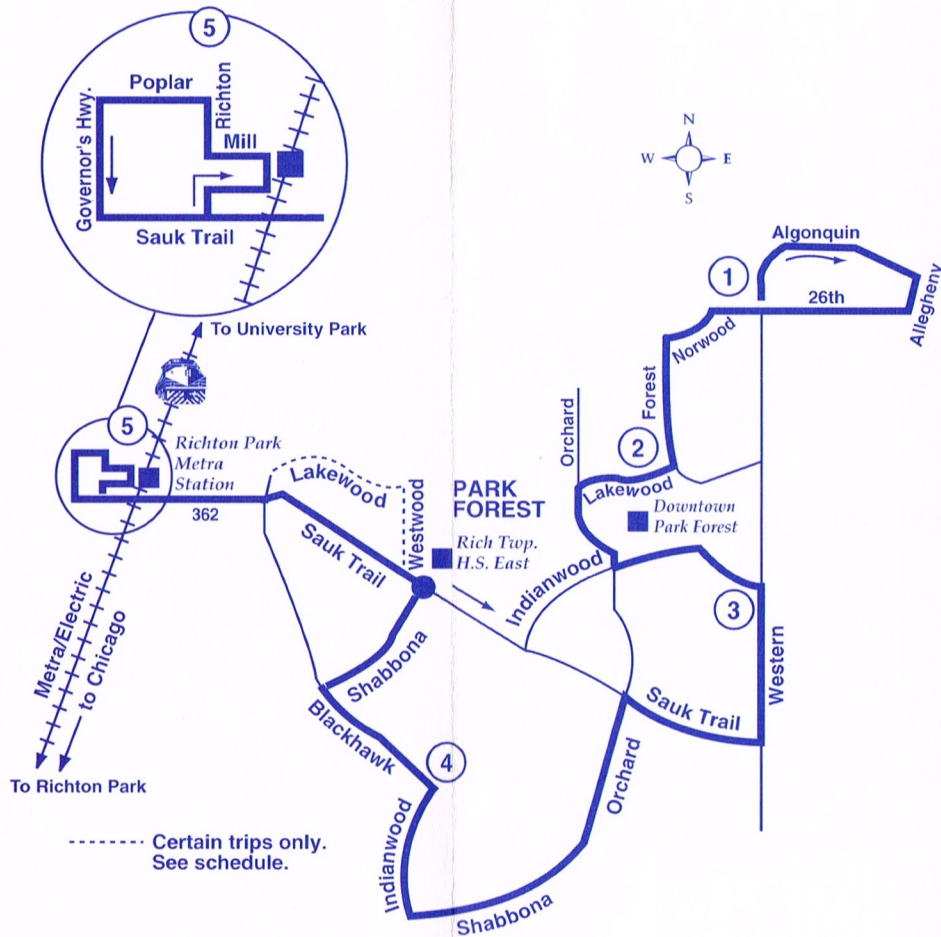 5
Poplar
Richton
Governor's Hwy.
Mill
Sauk Trail
N
W
E
S
Algonquin
1
26th
Allegheny
Norwood
To University Park
Forest
Orchard
2
5
Richton Park
Metra
Station
Lakewood
Lakewood
Westwood
PARK
FOREST
Downtown
Park Forest
362
Sauk Trail
Rich Twp.
H.S. East
Indianwood
3
Western
Metra/Electric
to Chicago
Shabbona
Sauk Trail
Blackhawk
4
Orchard
To Richton Park
Certain trips only.
See schedule.
Indianwood
Shabbona